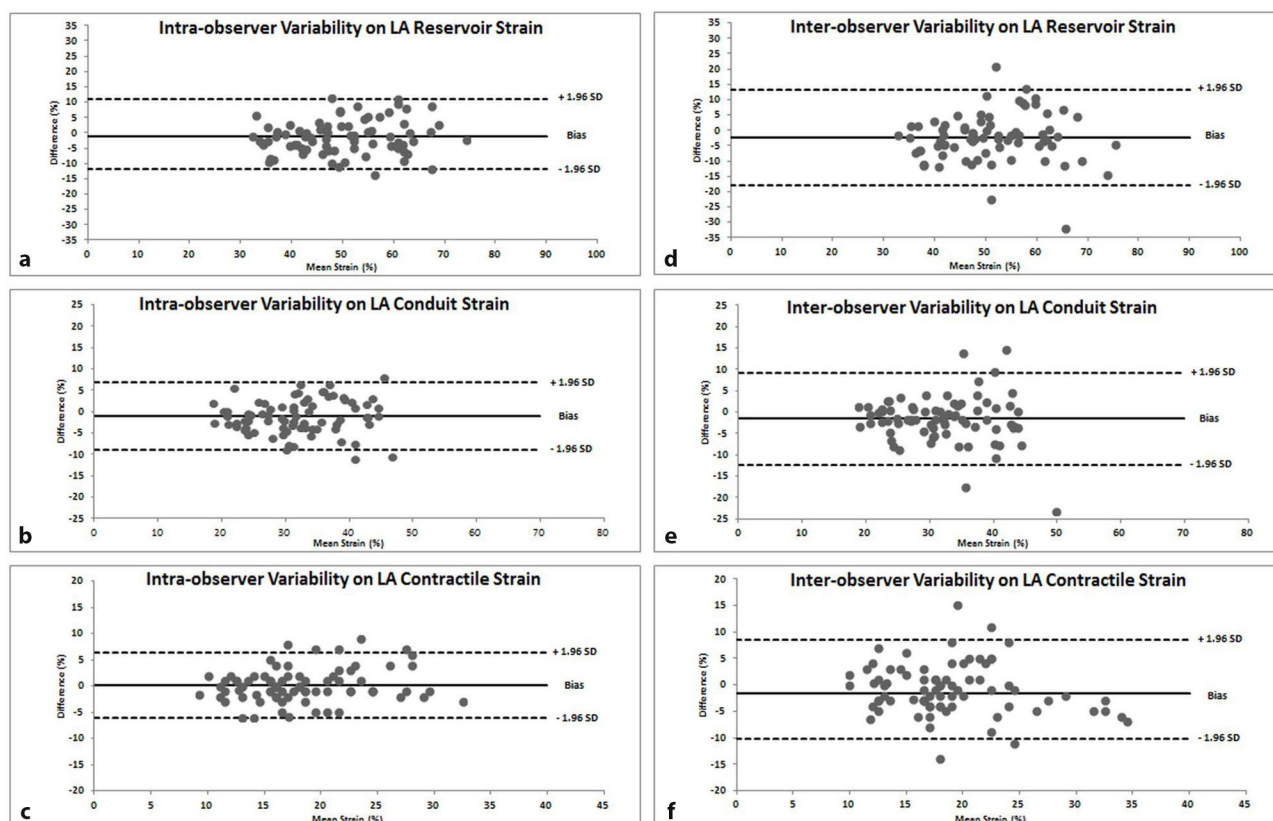 Intra-observer Variability on LA Reservoir Strain
Difference (%)
35
30
25
20
15
10
5
0
-5
-10
-15
-20
-25
-30
-35
+ 1.96 SD
Bias
- 1.96 SD
0 10 20 30 40 50 60 70 80 90 100
Mean Strain (%)
a
Inter-observer Variability on LA Reservoir Strain
Difference (%)
35
30
25
20
15
10
5
0
-5
-10
-15
-20
-25
-30
-35
+ 1.96 SD
Bias
- 1.96 SD
0 10 20 30 40 50 60 70 80 90 100
Mean Strain (%)
d
Intra-observer Variability on LA Conduit Strain
Difference (%)
25
20
15
10
5
0
-5
-10
-15
-20
-25
+ 1.96 SD
Bias
- 1.96 SD
0 10 20 30 40 50 60 70 80
Mean Strain (%)
b
Inter-observer Variability on LA Conduit Strain
Difference (%)
25
20
15
10
5
0
-5
-10
-15
-20
-25
+ 1.96 SD
Bias
- 1.96 SD
0 10 20 30 40 50 60 70 80
Mean Strain (%)
e
Intra-observer Variability on LA Contractile Strain
Difference (%)
20
15
10
5
0
-5
-10
-15
-20
+ 1.96 SD
Bias
- 1.96 SD
0 5 10 15 20 25 30 35 40 45
Mean Strain (%)
c
Inter-observer Variability on LA Contractile Strain
Difference (%)
20
15
10
5
0
-5
-10
-15
-20
+ 1.96 SD
Bias
- 1.96 SD
0 5 10 15 20 25 30 35 40 45
Mean Strain (%)
f